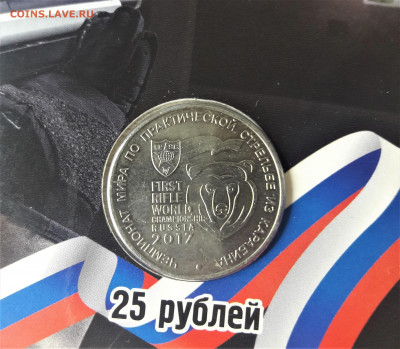 COINS.LAVE.RU
ЧЕМПИОНАТ МИРА ПО ПРАКТИЧЕСКОЙ СТРЕЛЬБЕ ИЗ КАРАБИНА
FIRST
RIFLE
WORLD
CHAMPIONSHIP
RUSSIA
2017
25 рублей